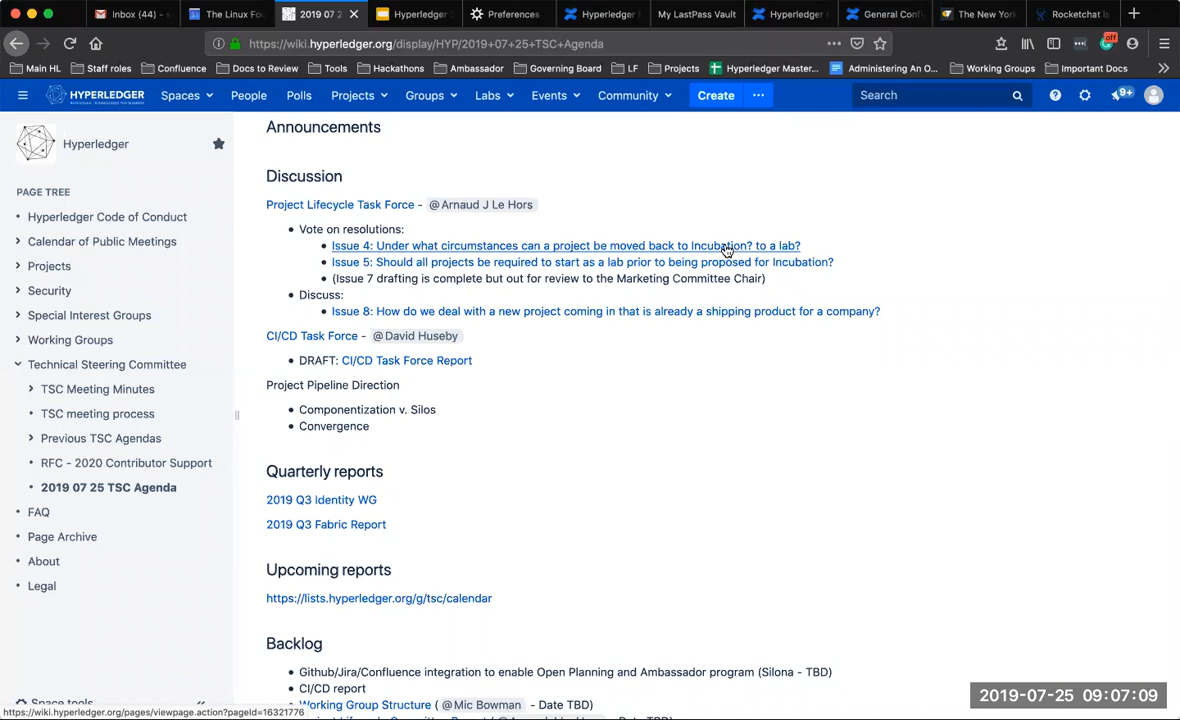 Inbox (44) –
The Linux Fou
2019 07 2
Hyperledger
Preferences
Hyperledger
My LastPass Vault
Hyperledger
General Conf
The New York
Rocketchat is
https://wiki.hyperledger.org/display/HYP/2019+07+25+TSC+Agenda
off
Main HL
Staff roles
Confluence
Docs to Review
Tools
Hackathons
Ambassador
Governing Board
LF
Projects
Hyperledger Master...
Administering An O...
Working Groups
Important Docs
HYPERLEDGER
Spaces
People
Polls
Projects
Groups
Labs
Events
Community
Create
Search
9+
Hyperledger
PAGE TREE
Hyperledger Code of Conduct
Calendar of Public Meetings
Projects
Security
Special Interest Groups
Working Groups
Technical Steering Committee
TSC Meeting Minutes
TSC meeting process
Previous TSC Agendas
RFC - 2020 Contributor Support
2019 07 25 TSC Agenda
FAQ
Page Archive
About
Legal
Space tools
Announcements
Discussion
Project Lifecycle Task Force - @Arnaud J Le Hors
• Vote on resolutions:
• Issue 4: Under what circumstances can a project be moved back to Incubation? to a lab?
• Issue 5: Should all projects be required to start as a lab prior to being proposed for Incubation?
• (Issue 7 drafting is complete but out for review to the Marketing Committee Chair)
• Discuss:
• Issue 8: How do we deal with a new project coming in that is already a shipping product for a company?
CI/CD Task Force - @David Huseby
• DRAFT: CI/CD Task Force Report
Project Pipeline Direction
• Componentization v. Silos
• Convergence
Quarterly reports
2019 Q3 Identity WG
2019 Q3 Fabric Report
Upcoming reports
https://lists.hyperledger.org/g/tsc/calendar
Backlog
• Github/Jira/Confluence integration to enable Open Planning and Ambassador program (Silona - TBD)
• CI/CD report
Working Group Structure ( @Mic Bowman - Date TBD)
https://wiki.hyperledger.org/pages/viewpage.action?pageId=16321776
2019-07-25 09:07:09